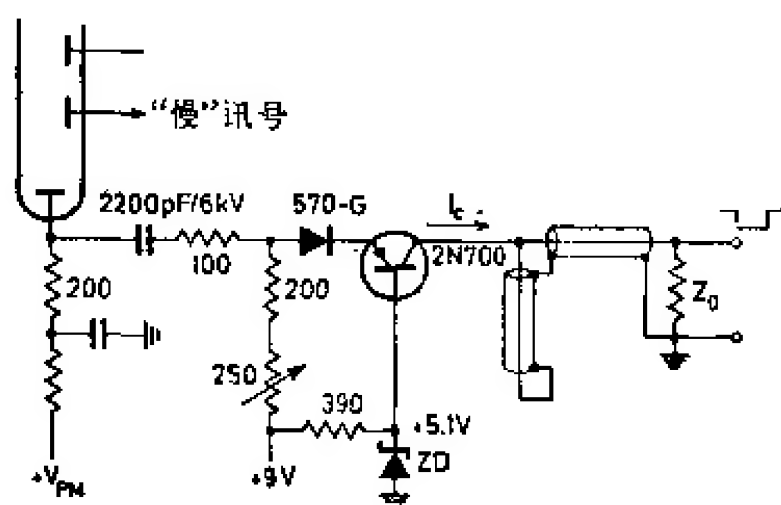 “慢”讯号
2200pF/6kV
570-G
I_c
2N700
100
200
200
Z_0
250
390
+5.1V
ZD
+V_PM
+9V